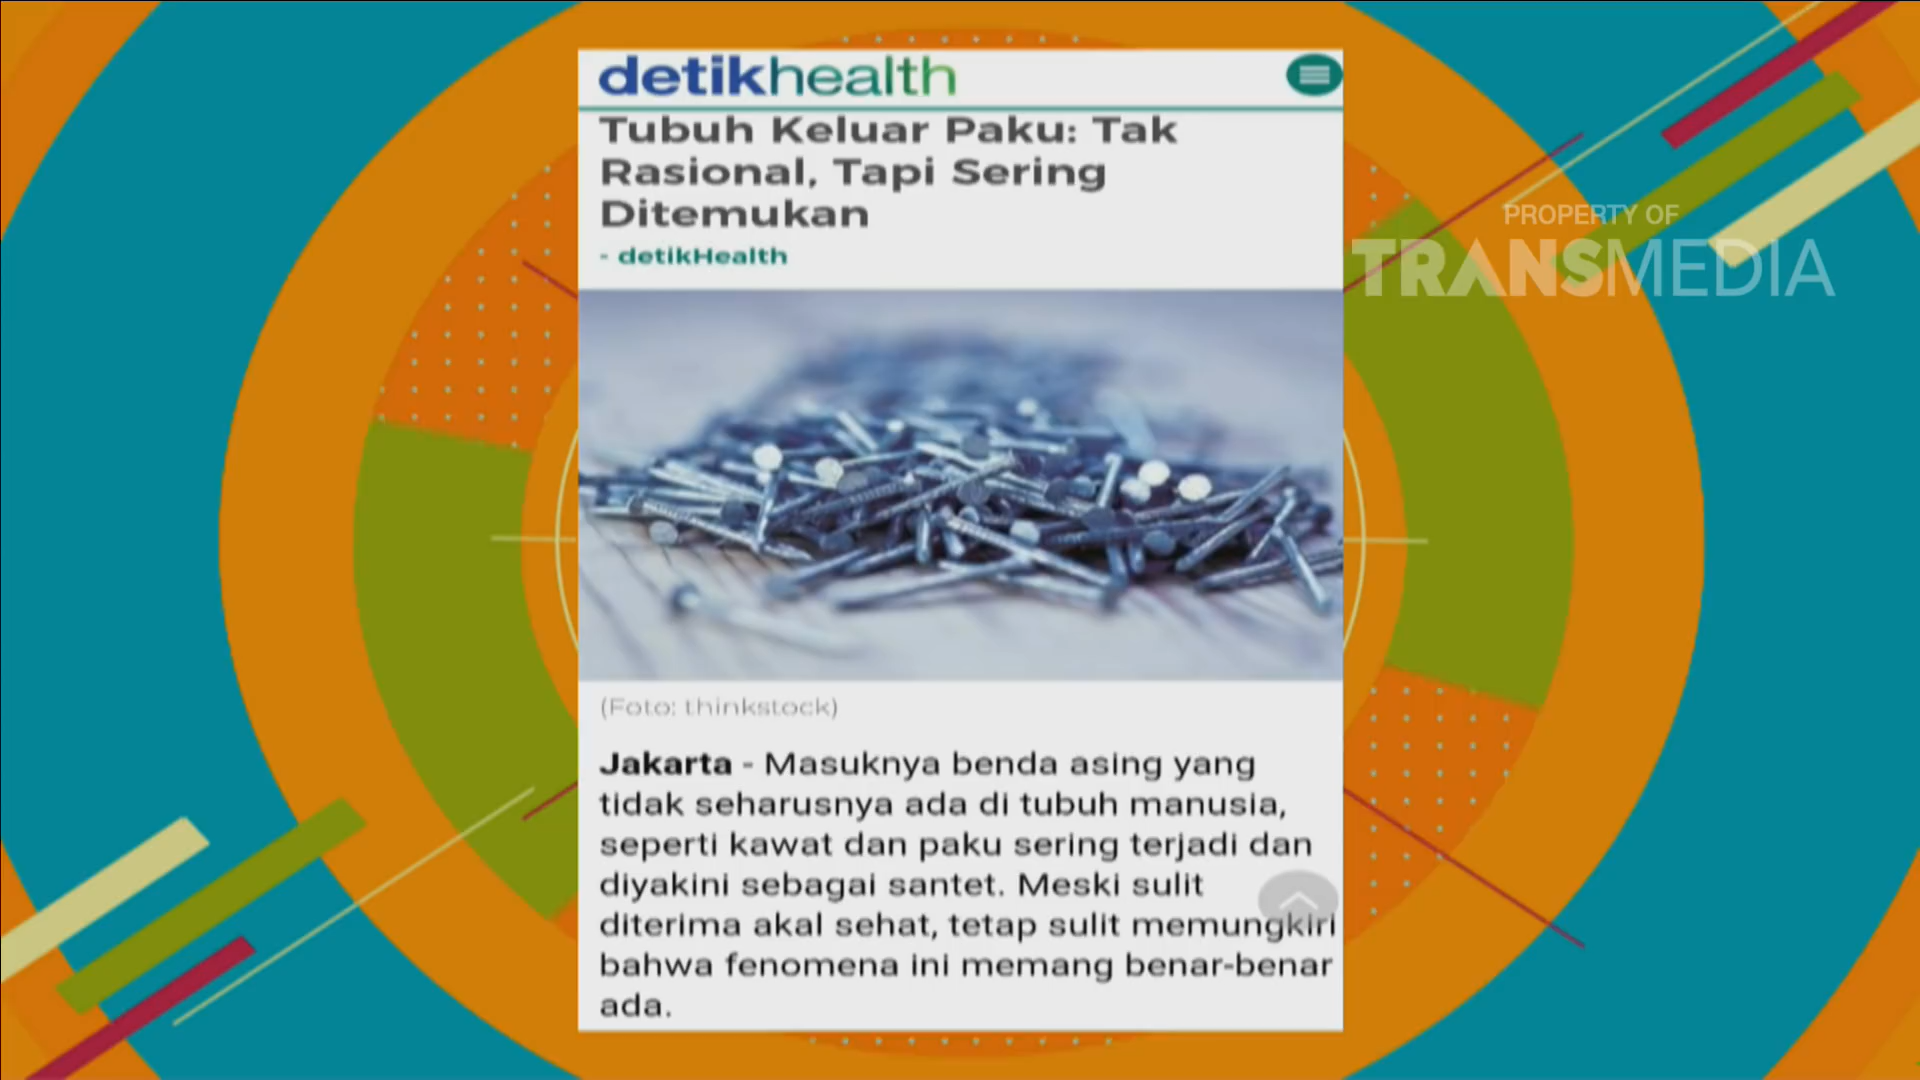 detikhealth
Tubuh Keluar Paku: Tak
Rasional, Tapi Sering
Ditemukan
- detikHealth
PROPERTY OF
TRANSMEDIA
(Foto: thinkstock)
Jakarta - Masuknya benda asing yang
tidak seharusnya ada di tubuh manusia,
seperti kawat dan paku sering terjadi dan
diyakini sebagai santet. Meski sulit
diterima akal sehat, tetap sulit memungkiri
bahwa fenomena ini memang benar-benar
ada.